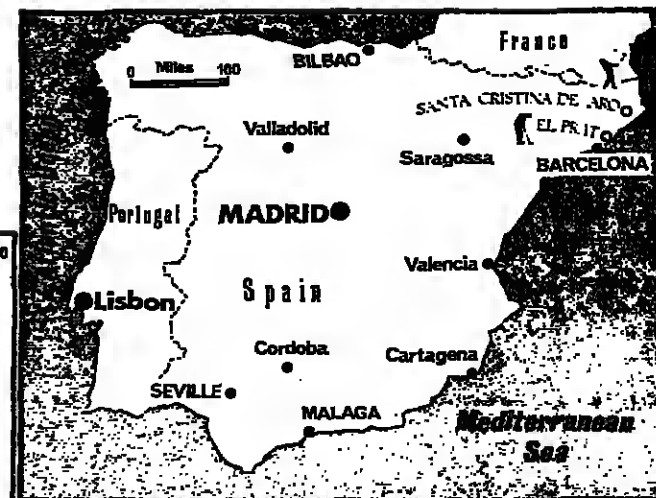 France
BILBAO
0 Miles 100
SANTA CRISTINA DE ARO
EL PRAT
Valladolid
Saragossa
BARCELONA
Portugal
MADRID
Valencia
Lisbon
Spain
Cordoba
Cartagena
SEVILLE
MALAGA
Mediterranean
Sea